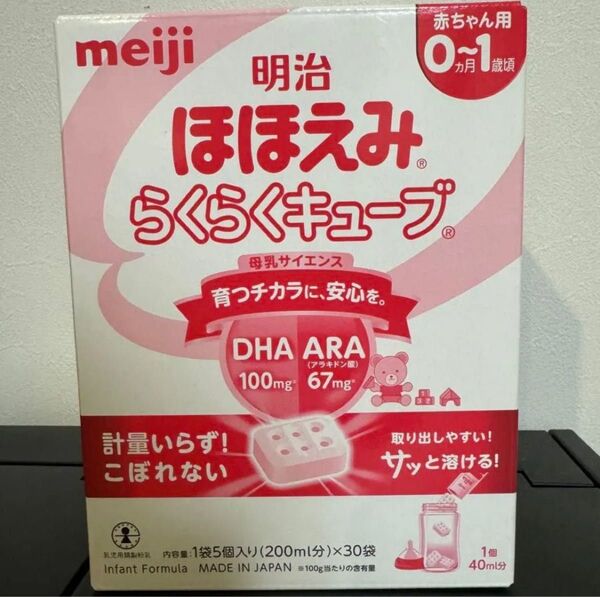 meiji
赤ちゃん用
0ヵ月~1歳頃
明治
ほほえみ®
らくらくキューブ®
母乳サイエンス
育つチカラに、安心を。
DHA ARA
(アラキドン酸)
100mg※ 67mg※
計量いらず!
こぼれない
取り出しやすい!
サッと溶ける!
乳児用調製粉乳
内容量:1袋5個入り(200ml分)×30袋
Infant Formula MADE IN JAPAN ※100g当たりの含有量
1個
40ml分